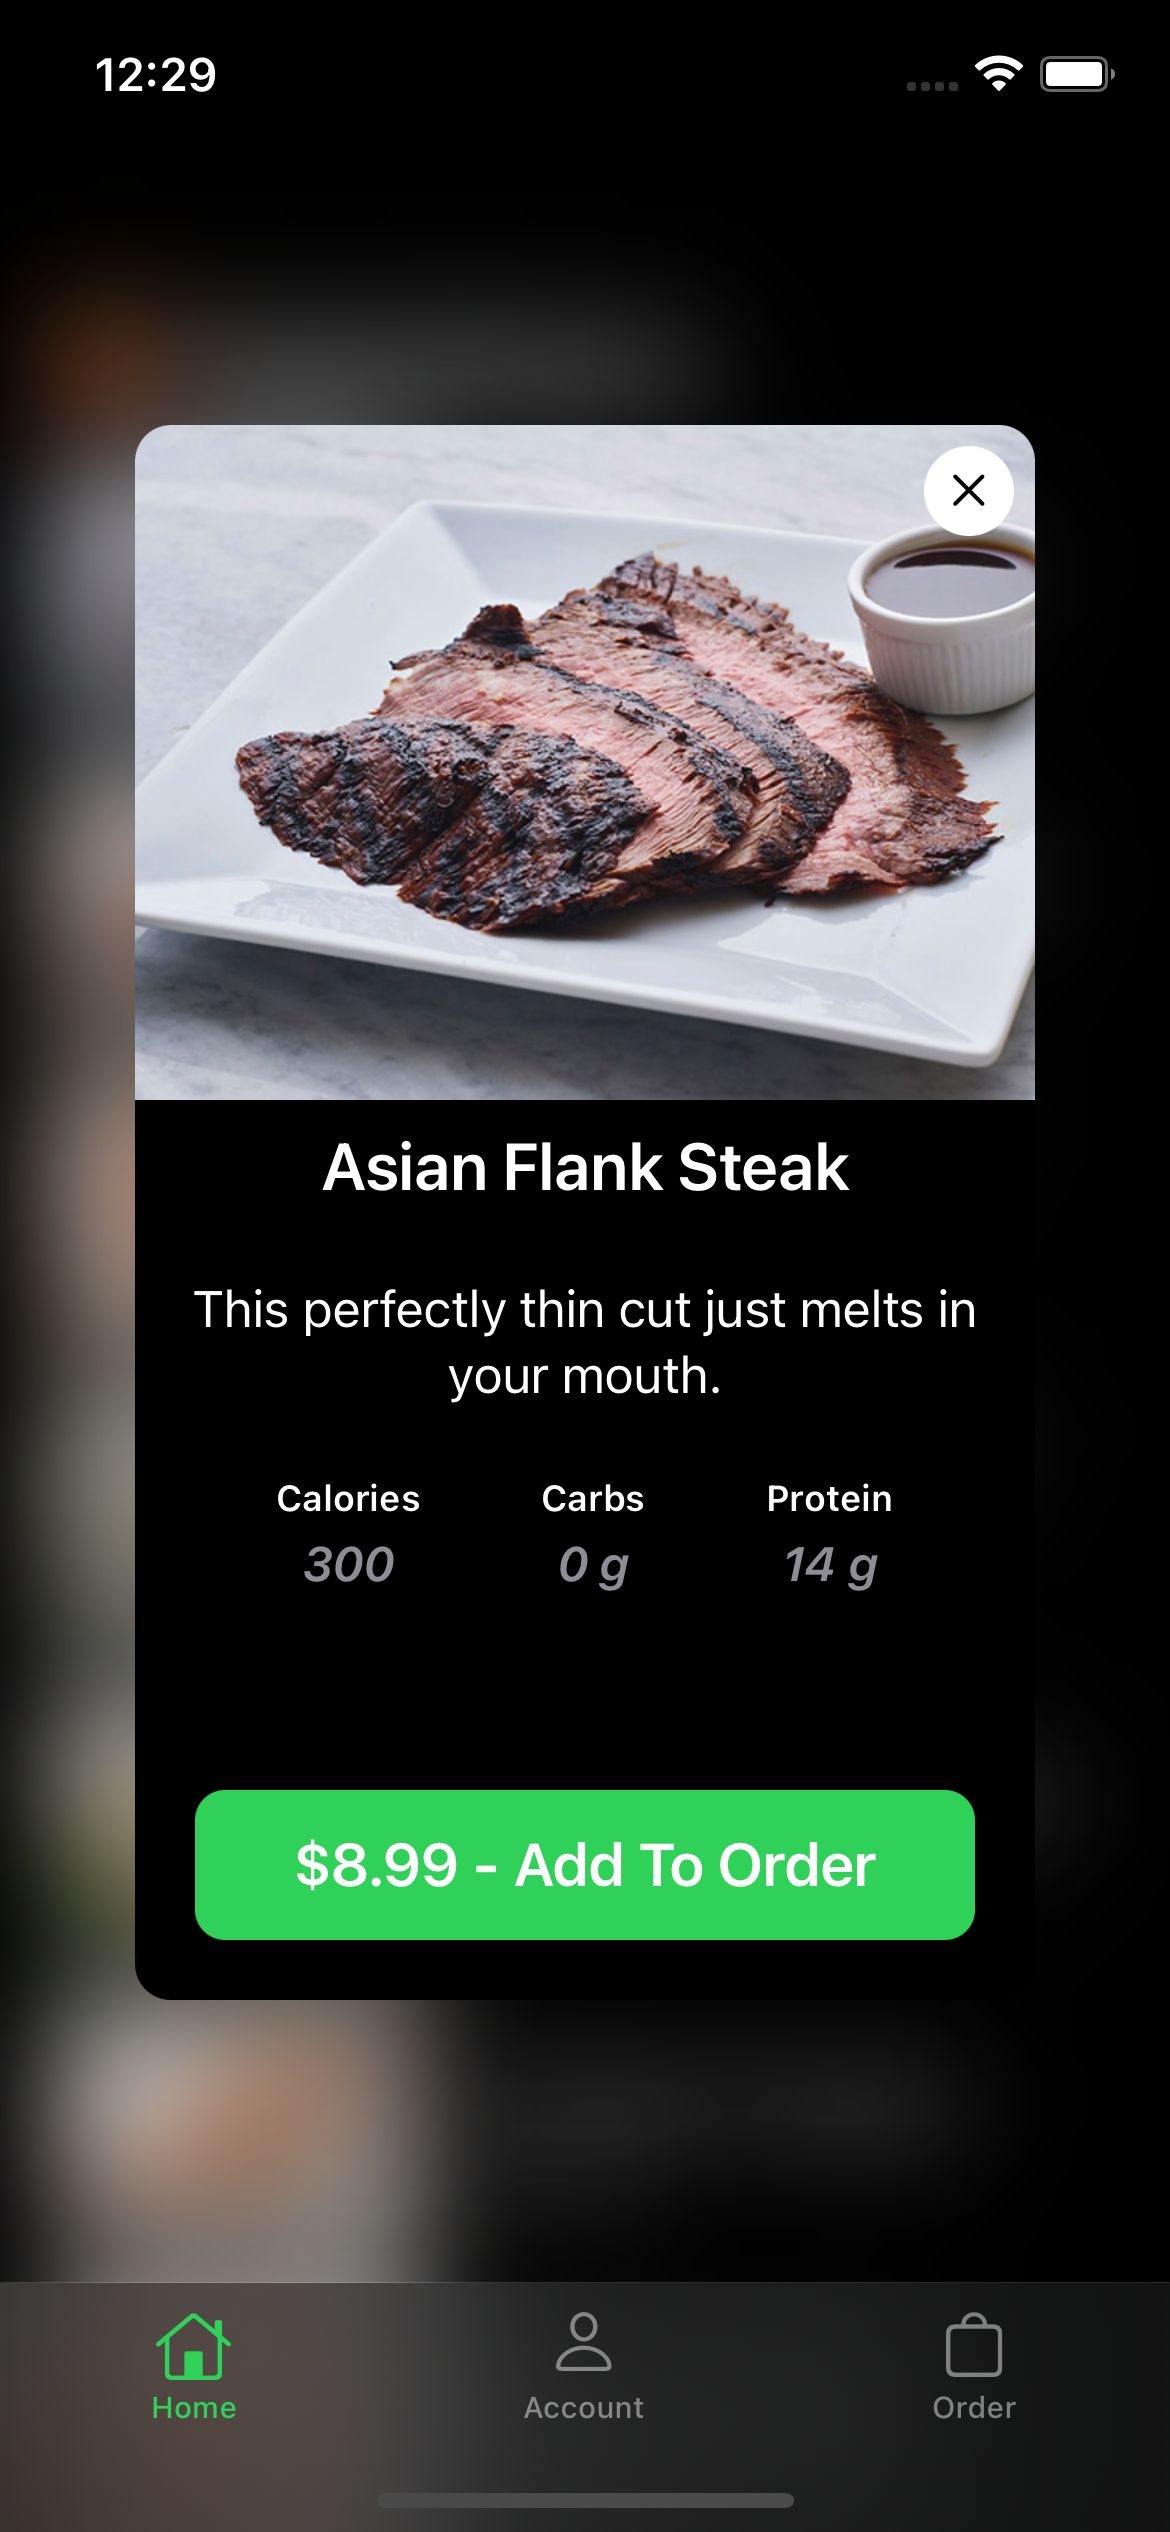 12:29
Asian Flank Steak
This perfectly thin cut just melts in
your mouth.
Calories Carbs Protein
300 0 g 14 g
$8.99 - Add To Order
Home Account Order